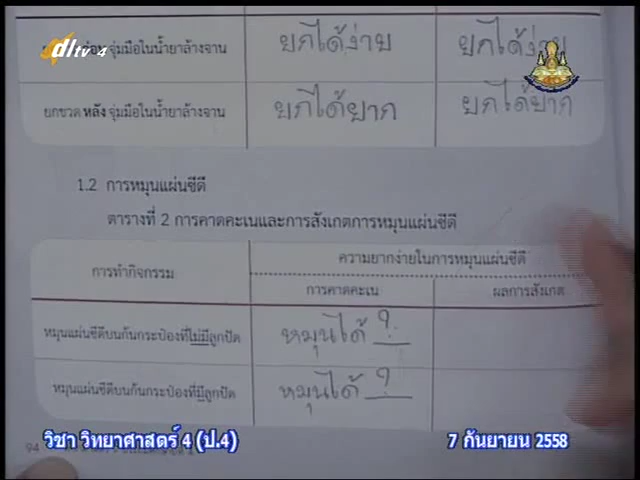 dltv 4
ก่อน จุ่มมือในน้ำยาล้างจาน ยกได้ง่าย ยกได้ง่าย
ยกขวด หลัง จุ่มมือในน้ำยาล้างจาน ยกได้ยาก ยกได้ยาก
1.2 การหมุนแผ่นซีดี
ตารางที่ 2 การคาดคะเนและการสังเกตการหมุนแผ่นซีดี
การทำกิจกรรม ความยากง่ายในการหมุนแผ่นซีดี
การคาดคะเน ผลการสังเกต
หมุนแผ่นซีดีบนก้นกระป๋องที่ไม่มีลูกปัด หมุนได้ ?
หมุนแผ่นซีดีบนก้นกระป๋องที่มีลูกปัด หมุนได้ ?
94
วิชา วิทยาศาสตร์ 4 (ป.4) 7 กันยายน 2558